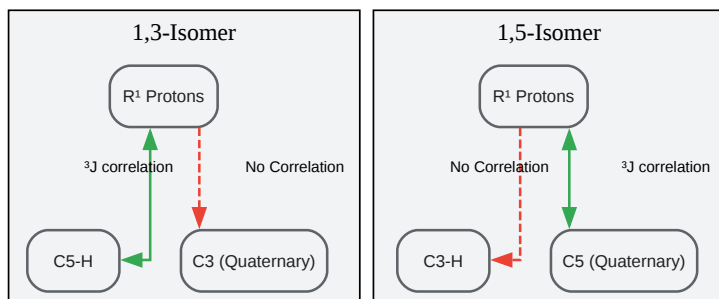 1,3-Isomer
R¹ Protons
³J correlation
No Correlation
C5-H
C3 (Quaternary)
1,5-Isomer
R¹ Protons
No Correlation
³J correlation
C3-H
C5 (Quaternary)